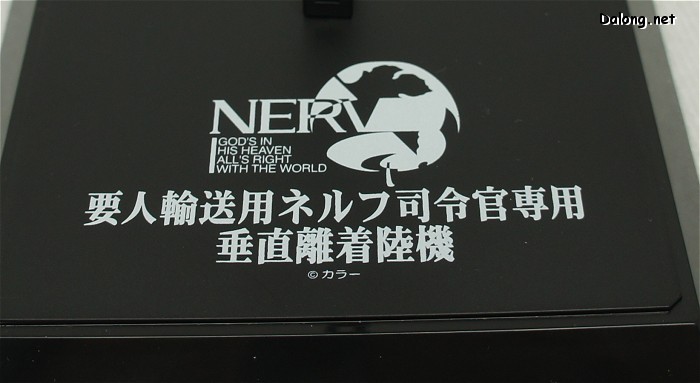 Dalong.net
NERV
GOD'S IN
HIS HEAVEN
ALL'S RIGHT
WITH THE WORLD
要人輸送用ネルフ司令官専用
垂直離着陸機
© カラー